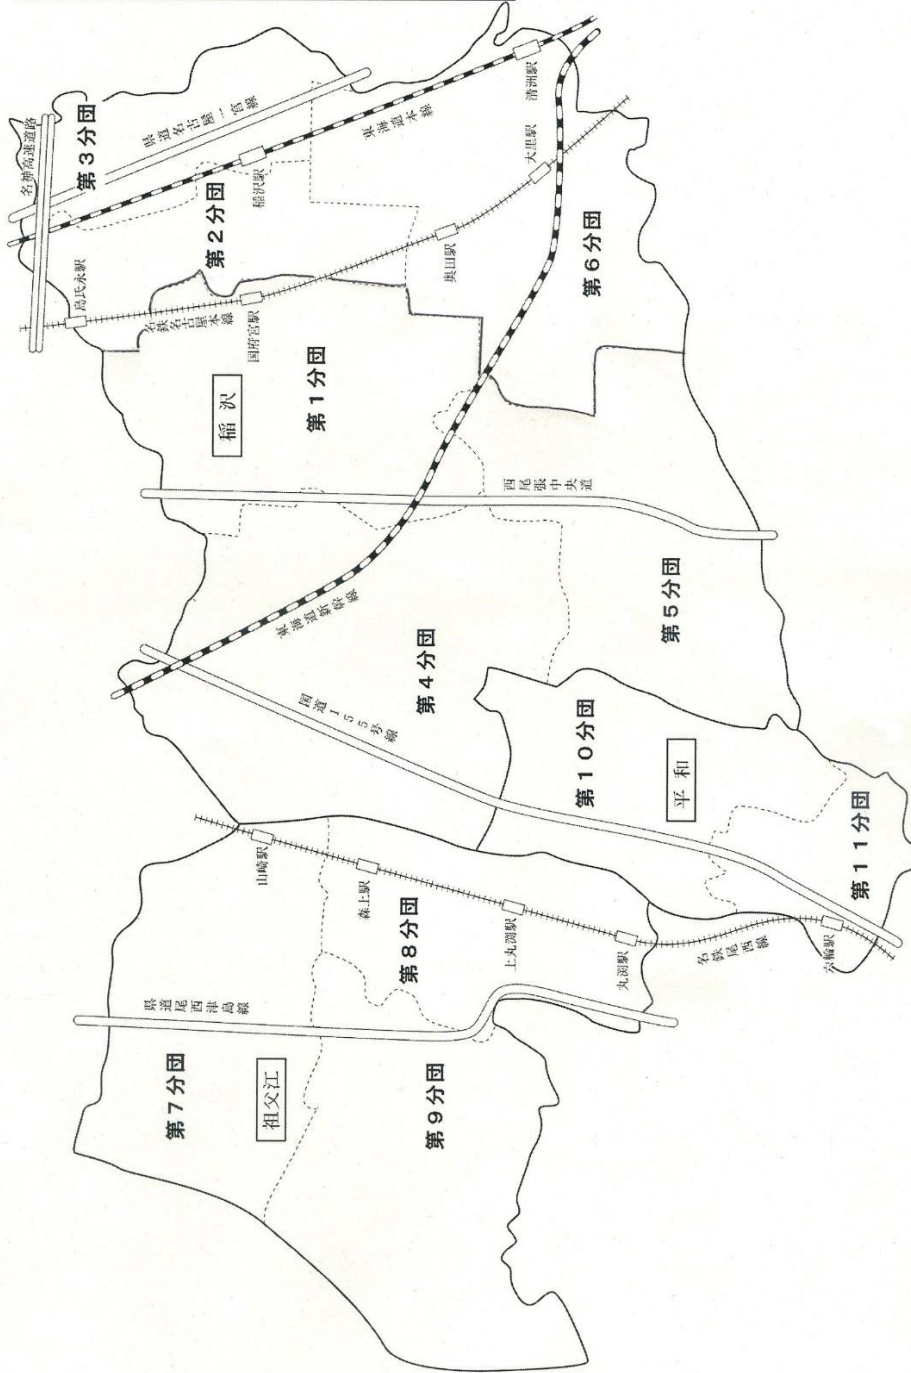 名神高速道路
第3分団
県道名古屋一宮線
東海道本線
清洲駅
稲沢駅
第2分団
大里駅
奥田駅
島氏永駅
名鉄名古屋本線
国府宮駅
第6分団
稲沢
第1分団
西尾張中央道
東海道新幹線
第5分団
第4分団
国道155号線
第10分団
平和
第11分団
山崎駅
森上駅
上丸渕駅
丸渕駅
名鉄尾西線
六輪駅
第8分団
県道尾西津島線
第7分団
祖父江
第9分団